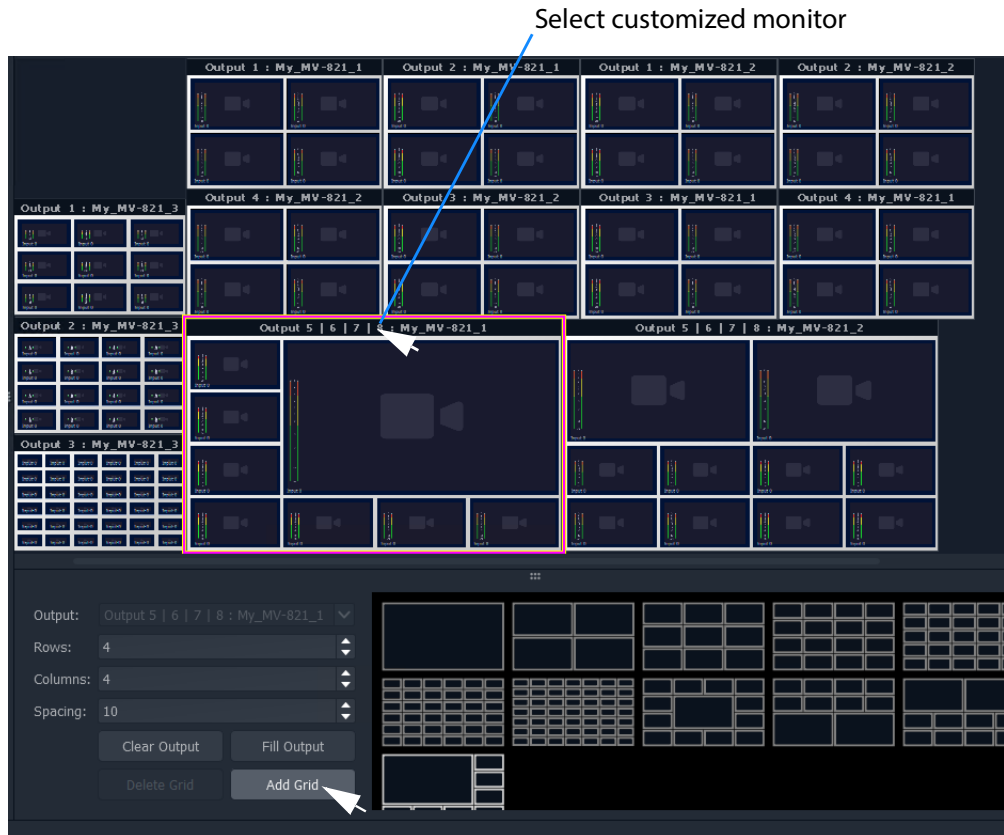 Select customized monitor
Output 1 : My_MV-821_1
Output 2 : My_MV-821_1
Output 1 : My_MV-821_2
Output 2 : My_MV-821_2
Output 1 : My_MV-821_3
Output 4 : My_MV-821_2
Output 3 : My_MV-821_2
Output 3 : My_MV-821_1
Output 4 : My_MV-821_1
Output 2 : My_MV-821_3
Output 5 | 6 | 7 | 8 : My_MV-821_1
Output 5 | 6 | 7 | 8 : My_MV-821_2
Output 3 : My_MV-821_3
Output:
Output 5 | 6 | 7 | 8 : My_MV-821_1
Rows:
4
Columns:
4
Spacing:
10
Clear Output
Fill Output
Delete Grid
Add Grid